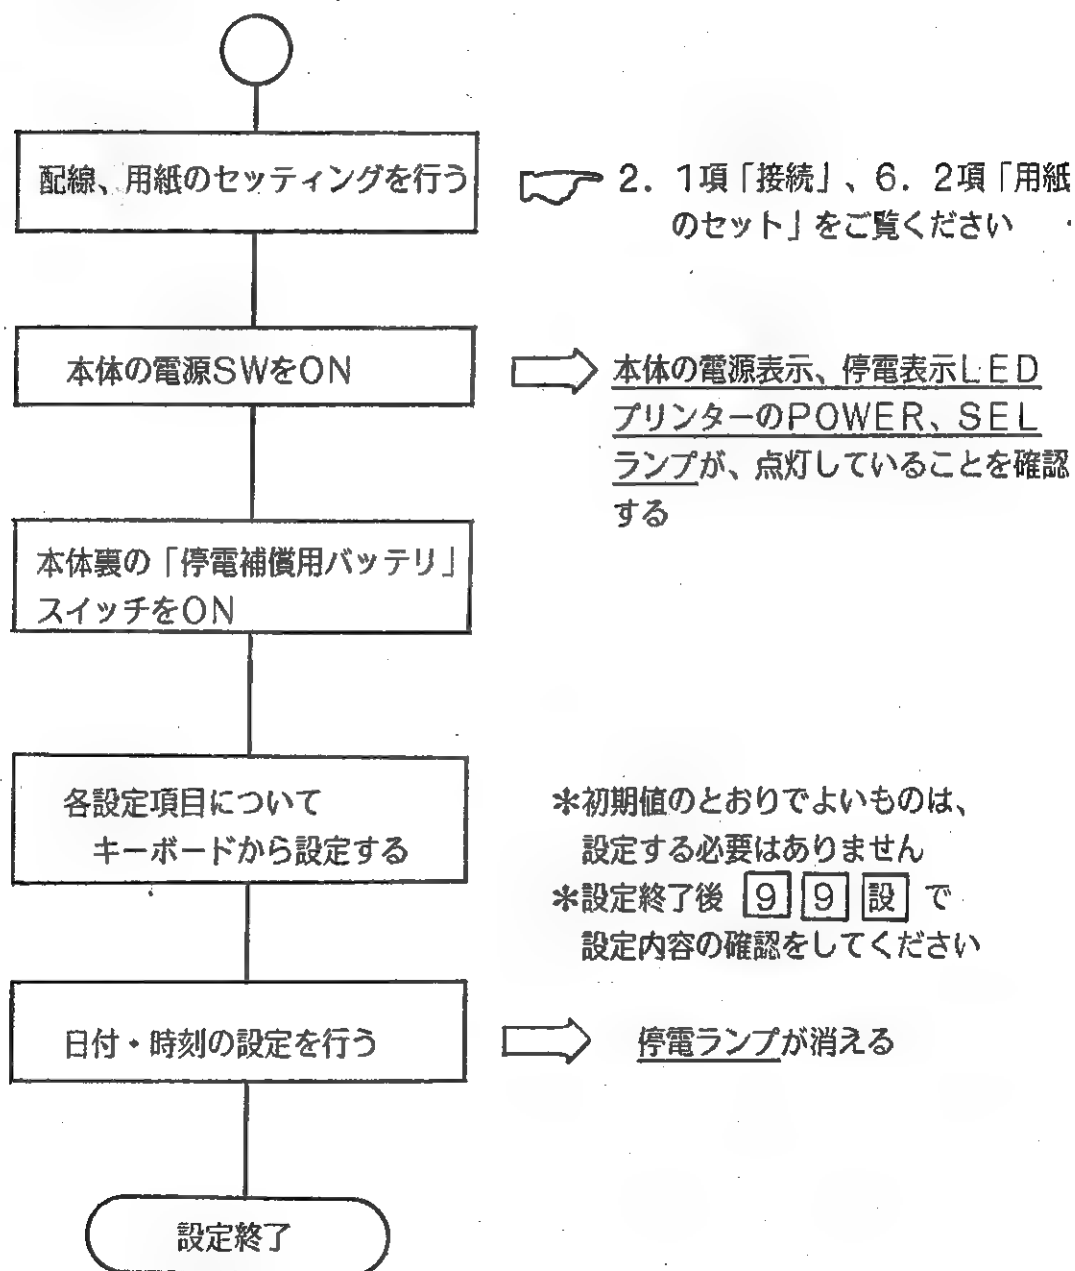 配線、用紙のセッティングを行う
2．1項「接続」、6．2項「用紙
のセット」をご覧ください
本体の電源SWをON
本体の電源表示、停電表示LED
プリンターのPOWER、SEL
ランプが、点灯していることを確認
する
本体裏の「停電補償用バッテリ」
スイッチをON
各設定項目について
キーボードから設定する
＊初期値のとおりでよいものは、
設定する必要はありません
＊設定終了後 9 9 設 で
設定内容の確認をしてください
日付・時刻の設定を行う
停電ランプが消える
設定終了